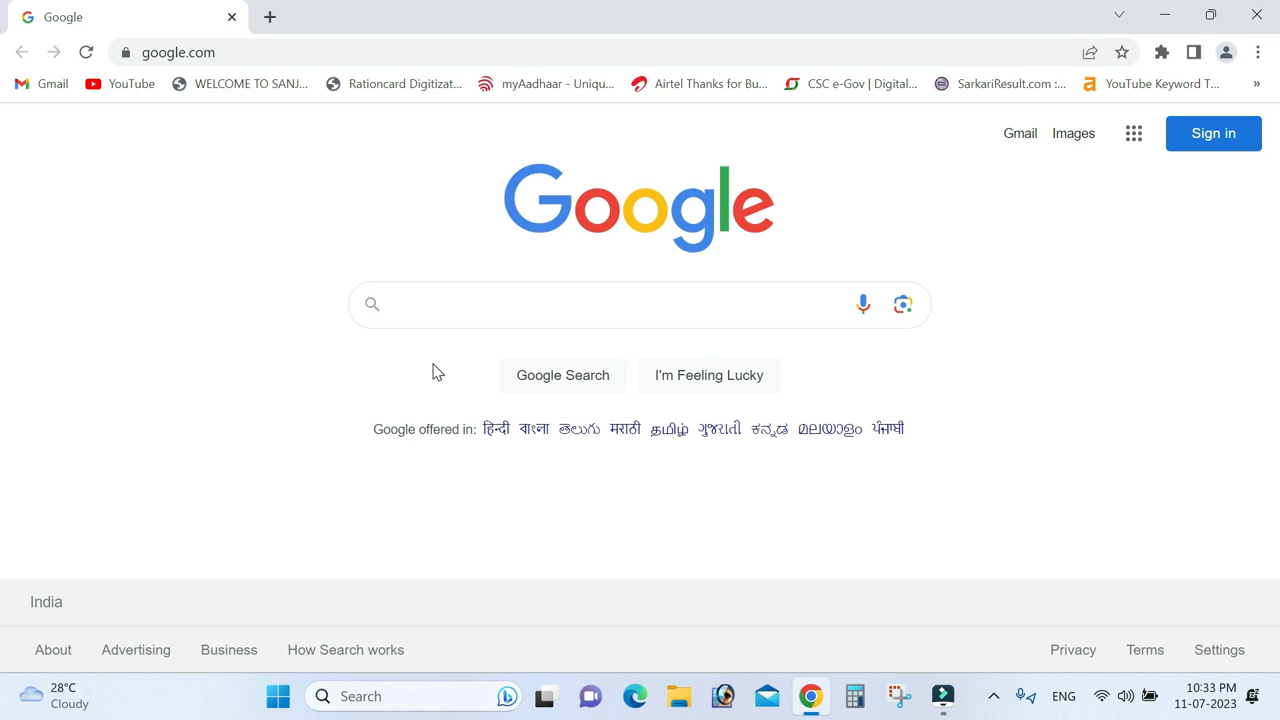 Google
google.com
Gmail YouTube WELCOME TO SANJ... Rationcard Digitizat... myAadhaar - Uniqu... Airtel Thanks for Bu... CSC e-Gov | Digital... SarkariResult.com :... YouTube Keyword T... »
Gmail Images Sign in
Google
Google Search I'm Feeling Lucky
Google offered in: हिन्दी বাংলা తెలుగు मराठी தமிழ் ગુજરાતી ಕನ್ನಡ മലയാളം ਪੰਜਾਬੀ
India
About Advertising Business How Search works Privacy Terms Settings
28°C
Cloudy
Search
ENG
10:33 PM
11-07-2023